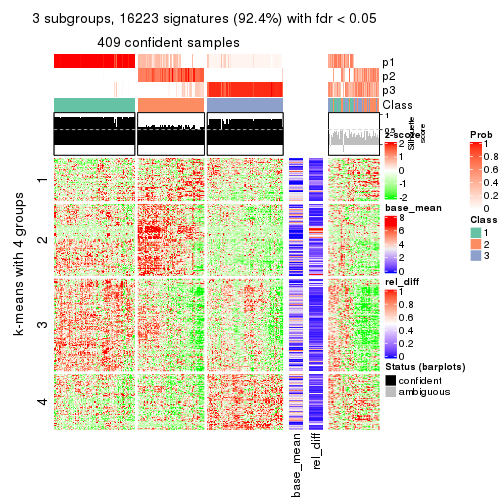 3 subgroups, 16223 signatures (92.4%) with fdr < 0.05
409 confident samples
p1
p2
p3
Class
1
0.5
Silhouette
score
k-means with 4 groups
1
2
3
4
base_mean
rel_diff
z-score
2
1
0
-1
-2
base_mean
8
6
4
2
0
rel_diff
1
0.8
0.6
0.4
0.2
0
Status (barplots)
confident
ambiguous
Prob
1
0.8
0.6
0.4
0.2
0
Class
1
2
3